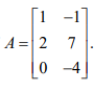 A = [1 -1
2 7
0 -4].